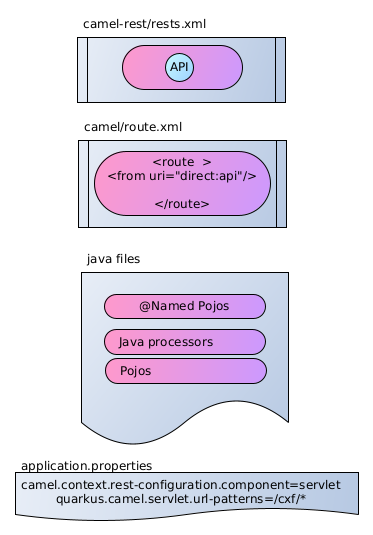 camel-rest/rests.xml
API
camel/route.xml
<route  >
<from uri="direct:api"/>
</route>
java files
@Named Pojos
Java processors
Pojos
application.properties
camel.context.rest-configuration.component=servlet
quarkus.camel.servlet.url-patterns=/cxf/*